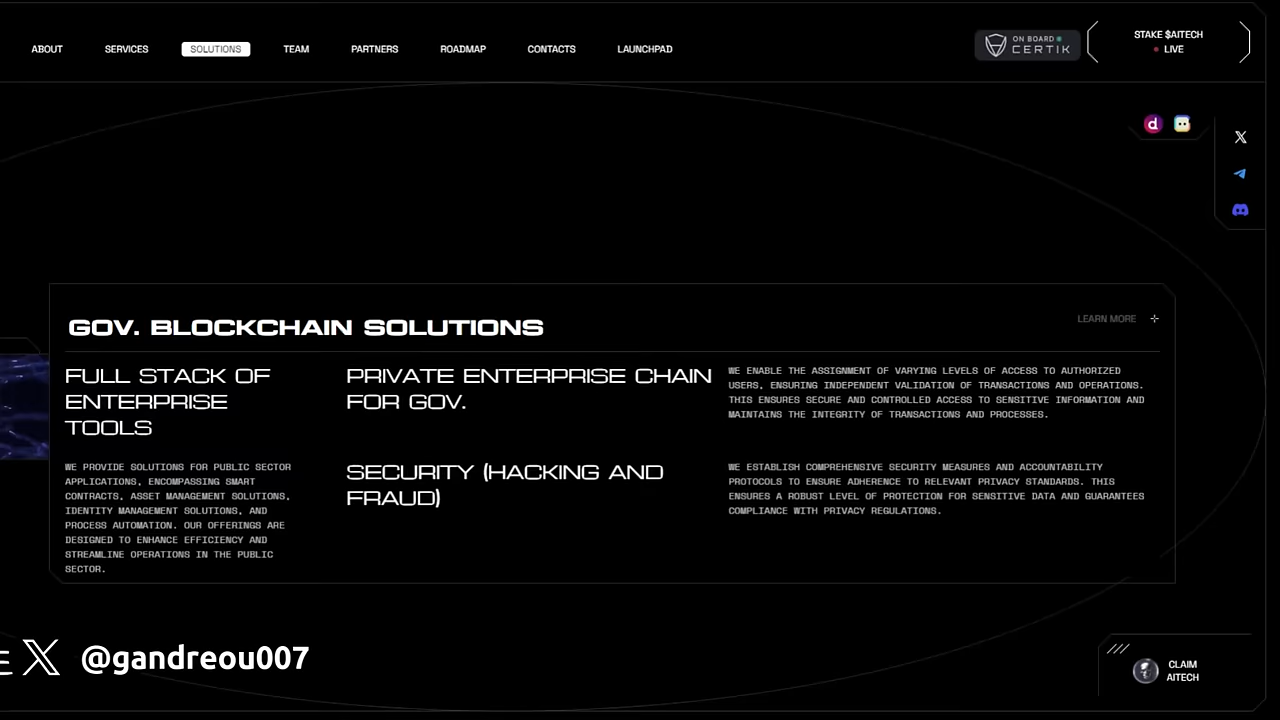 ABOUT SERVICES SOLUTIONS TEAM PARTNERS ROADMAP CONTACTS LAUNCHPAD
ON BOARD
CERTIK
STAKE $AITECH
LIVE
GOV. BLOCKCHAIN SOLUTIONS
LEARN MORE
FULL STACK OF
ENTERPRISE
TOOLS
WE PROVIDE SOLUTIONS FOR PUBLIC SECTOR
APPLICATIONS, ENCOMPASSING SMART
CONTRACTS, ASSET MANAGEMENT SOLUTIONS,
IDENTITY MANAGEMENT SOLUTIONS, AND
PROCESS AUTOMATION. OUR OFFERINGS ARE
DESIGNED TO ENHANCE EFFICIENCY AND
STREAMLINE OPERATIONS IN THE PUBLIC
SECTOR.
PRIVATE ENTERPRISE CHAIN
FOR GOV.
WE ENABLE THE ASSIGNMENT OF VARYING LEVELS OF ACCESS TO AUTHORIZED
USERS, ENSURING INDEPENDENT VALIDATION OF TRANSACTIONS AND OPERATIONS.
THIS ENSURES SECURE AND CONTROLLED ACCESS TO SENSITIVE INFORMATION AND
MAINTAINS THE INTEGRITY OF TRANSACTIONS AND PROCESSES.
SECURITY (HACKING AND
FRAUD)
WE ESTABLISH COMPREHENSIVE SECURITY MEASURES AND ACCOUNTABILITY
PROTOCOLS TO ENSURE ADHERENCE TO RELEVANT PRIVACY STANDARDS. THIS
ENSURES A ROBUST LEVEL OF PROTECTION FOR SENSITIVE DATA AND GUARANTEES
COMPLIANCE WITH PRIVACY REGULATIONS.
E X @gandreou007
CLAIM
AITECH